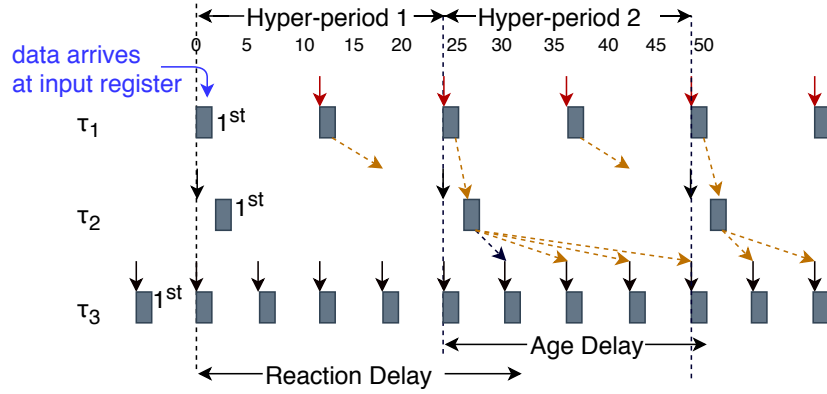 Hyper-period 1 Hyper-period 2
0 5 10 15 20 25 30 35 40 45 50
data arrives
at input register
τ1 1st
τ2 1st
τ3 1st
Age Delay
Reaction Delay